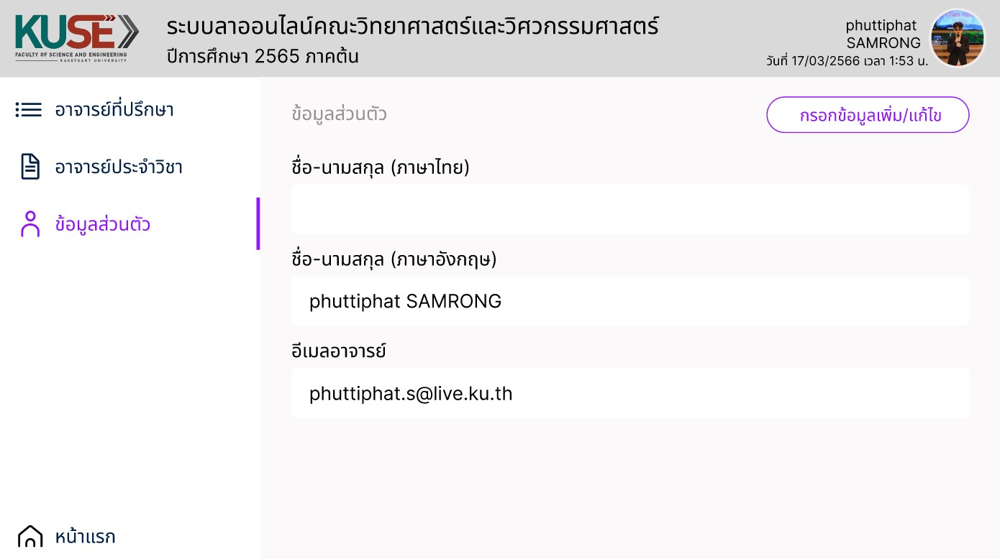 KUSE
FACULTY OF SCIENCE AND ENGINEERING
KASETSART UNIVERSITY
ระบบลาออนไลน์คณะวิทยาศาสตร์และวิศวกรรมศาสตร์
ปีการศึกษา 2565 ภาคต้น
phuttiphat
SAMRONG
วันที่ 17/03/2566 เวลา 1:53 น.
อาจารย์ที่ปรึกษา
อาจารย์ประจำวิชา
ข้อมูลส่วนตัว
หน้าแรก
ข้อมูลส่วนตัว
กรอกข้อมูลเพิ่ม/แก้ไข
ชื่อ-นามสกุล (ภาษาไทย)
ชื่อ-นามสกุล (ภาษาอังกฤษ)
phuttiphat SAMRONG
อีเมลอาจารย์
phuttiphat.s@live.ku.th